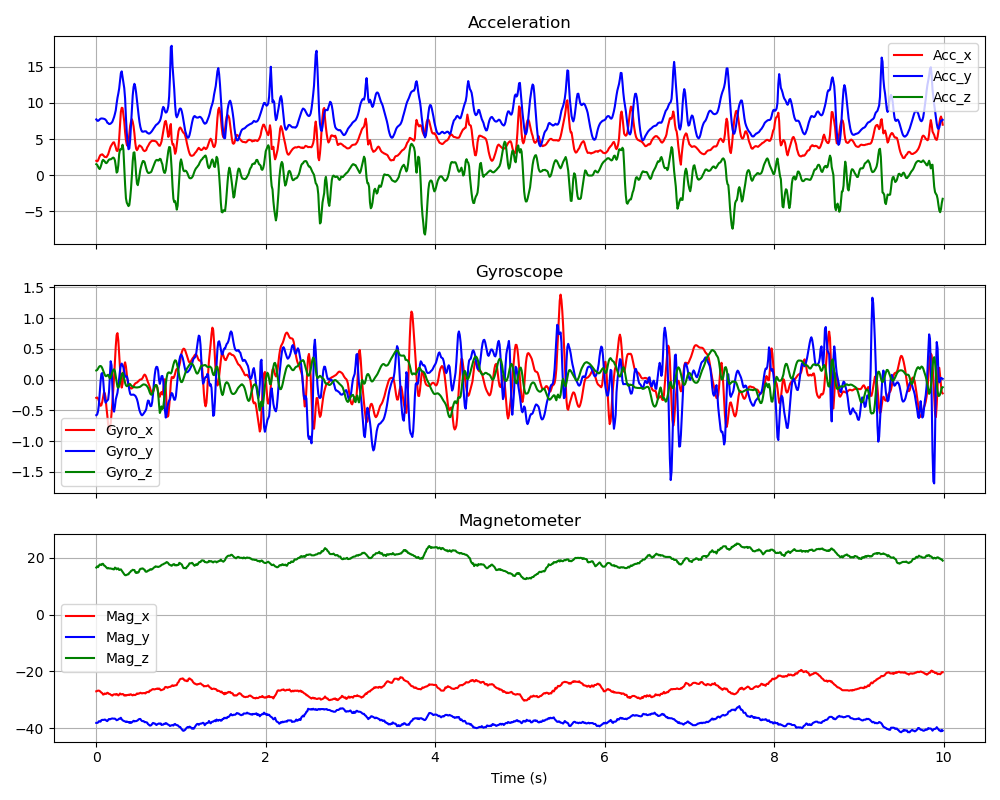 Acceleration
15
10
5
0
−5
Acc_x
Acc_y
Acc_z
Gyroscope
1.5
1.0
0.5
0.0
−0.5
−1.0
−1.5
Gyro_x
Gyro_y
Gyro_z
Magnetometer
20
0
−20
−40
Mag_x
Mag_y
Mag_z
0 2 4 6 8 10
Time (s)